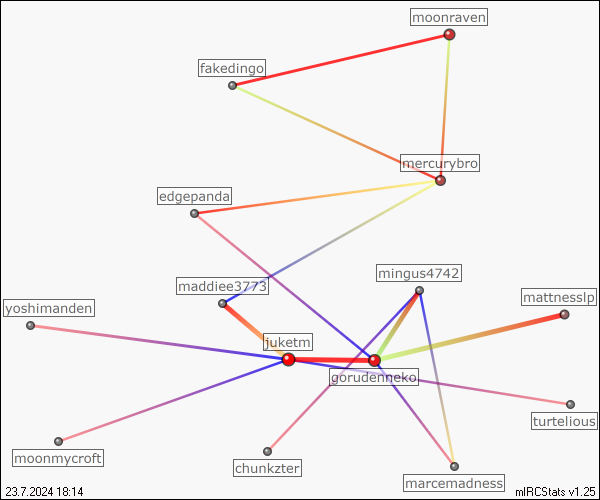 moonraven
fakedingo
mercurybro
edgepanda
mingus4742
maddiee3773
mattnesslp
yoshimanden
juketm
gorudenneko
turtelious
moonmycroft
chunkzter
marcemadness
23.7.2024 18:14
mIRCStats v1.25